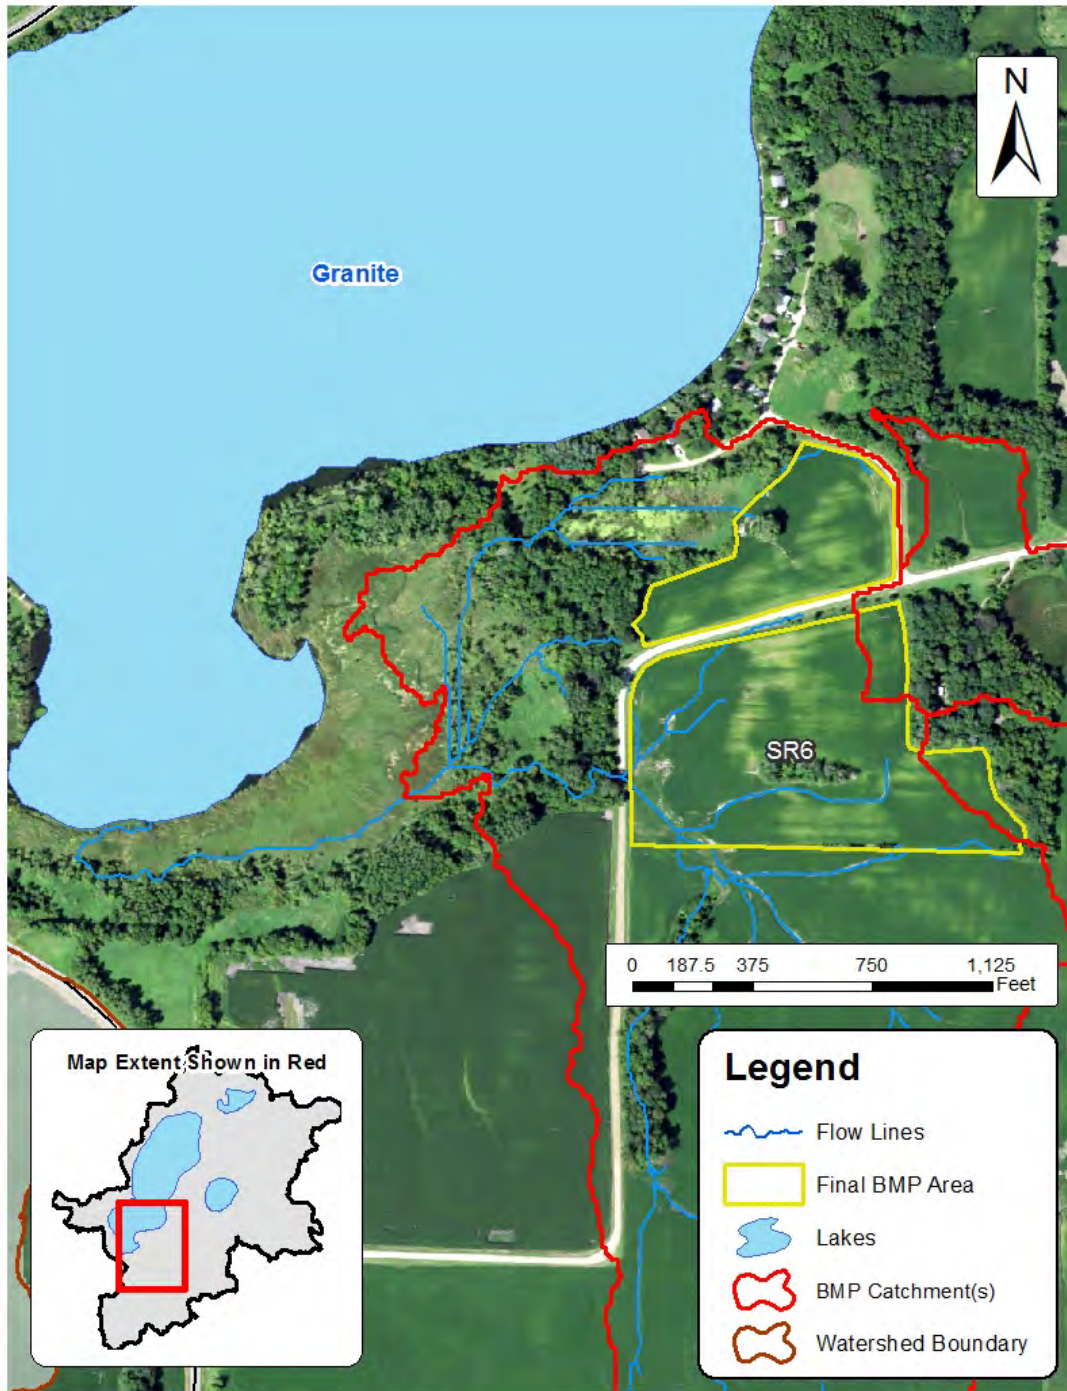 N
Granite
SR6
0 187.5 375 750 1,125
Feet
Map Extent Shown in Red
Legend
Flow Lines
Final BMP Area
Lakes
BMP Catchment(s)
Watershed Boundary